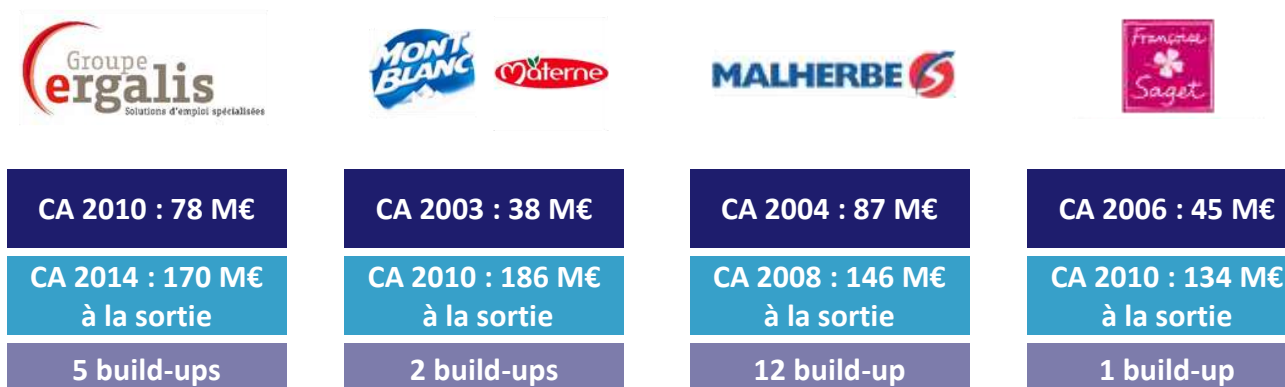 Groupe
ergalis
Solutions d'emploi spécialisées
MONT
BLANC
Materne
MALHERBE
Françoise
Saget
CA 2010 : 78 M€
CA 2003 : 38 M€
CA 2004 : 87 M€
CA 2006 : 45 M€
CA 2014 : 170 M€
à la sortie
CA 2010 : 186 M€
à la sortie
CA 2008 : 146 M€
à la sortie
CA 2010 : 134 M€
à la sortie
5 build-ups
2 build-ups
12 build-up
1 build-up